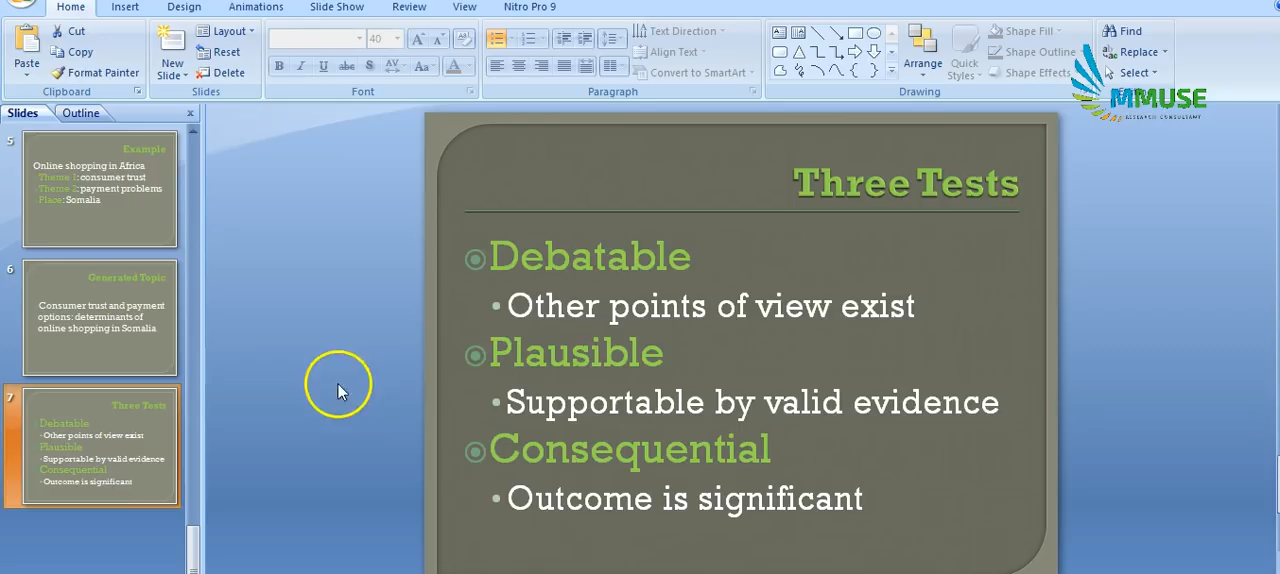 Home Insert Design Animations Slide Show Review View Nitro Pro 9
Cut
Copy
Format Painter
Paste
Clipboard
New Slide
Layout
Reset
Delete
Slides
40
B I U abc S AV Aa A
Font
Text Direction
Align Text
Convert to SmartArt
Paragraph
Arrange
Quick Styles
Shape Fill
Shape Outline
Shape Effects
Drawing
Find
Replace
Select
MMUSE
RESEARCH CONSULTANT
Slides Outline x
5
Example
Online shopping in Africa
Theme 1: consumer trust
Theme 2: payment problems
Place: Somalia
6
Generated Topic
Consumer trust and payment
options: determinants of
online shopping in Somalia
7
Three Tests
Debatable
•Other points of view exist
Plausible
•Supportable by valid evidence
Consequential
•Outcome is significant
Three Tests
Debatable
•Other points of view exist
Plausible
•Supportable by valid evidence
Consequential
•Outcome is significant